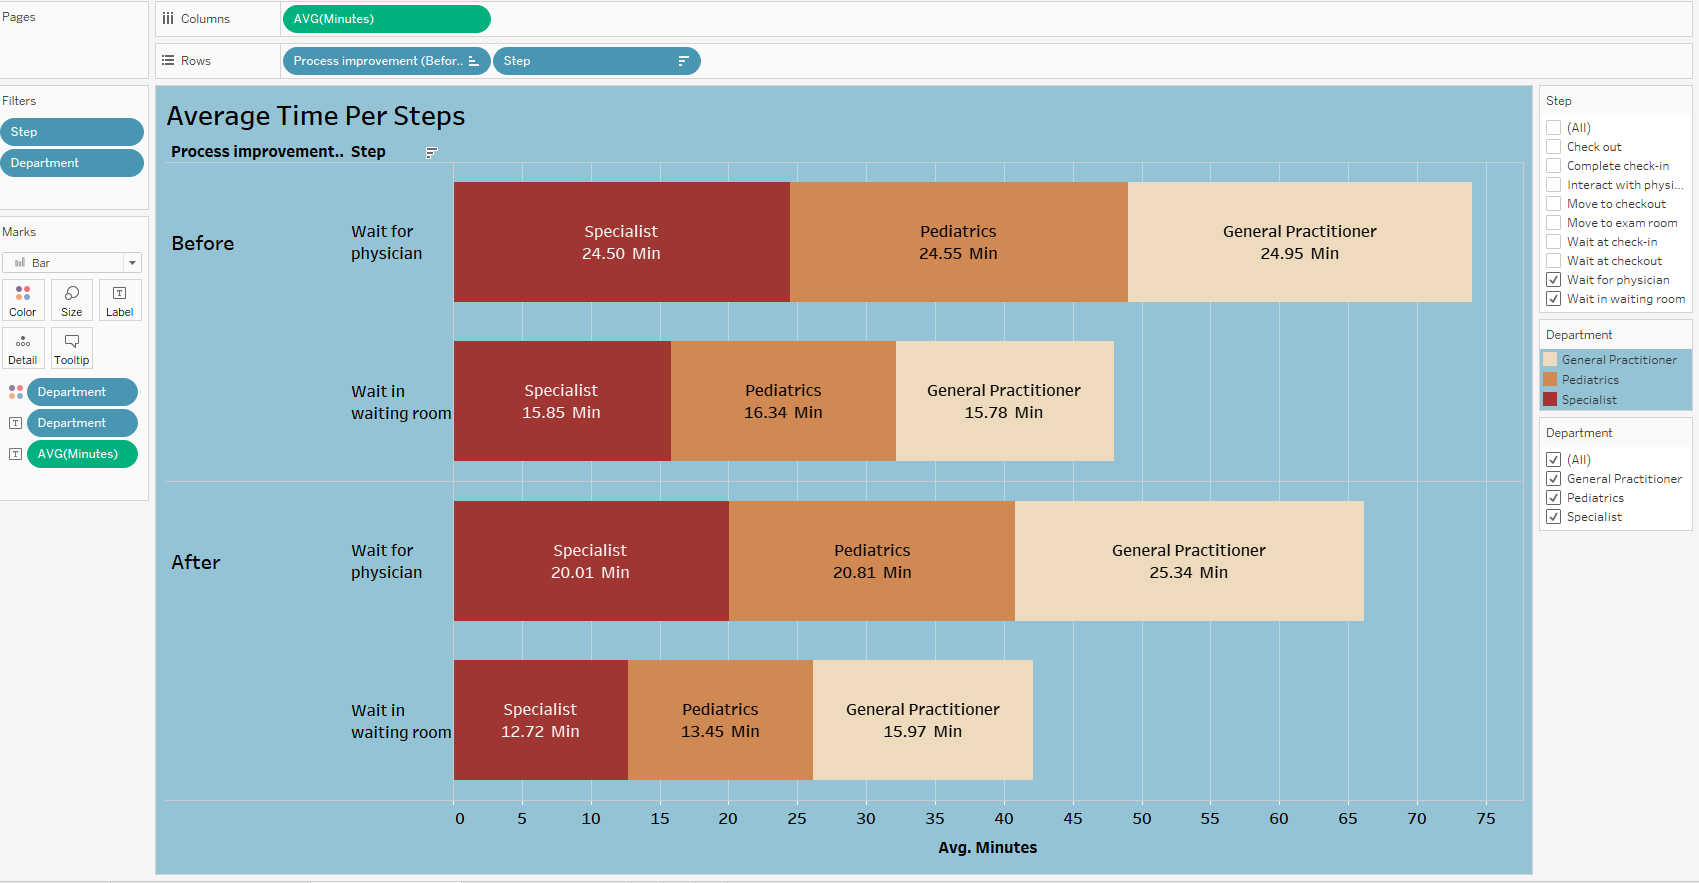 Pages
Columns
AVG(Minutes)
Rows
Process improvement (Befor..
Step
Filters
Step
Department
Marks
Bar
Color
Size
Label
Detail
Tooltip
Department
T
Department
T
AVG(Minutes)
Average Time Per Steps
Process improvement.. Step
Before
Wait for
physician
Specialist
24.50 Min
Pediatrics
24.55 Min
General Practitioner
24.95 Min
Wait in
waiting room
Specialist
15.85 Min
Pediatrics
16.34 Min
General Practitioner
15.78 Min
After
Wait for
physician
Specialist
20.01 Min
Pediatrics
20.81 Min
General Practitioner
25.34 Min
Wait in
waiting room
Specialist
12.72 Min
Pediatrics
13.45 Min
General Practitioner
15.97 Min
0 5 10 15 20 25 30 35 40 45 50 55 60 65 70 75
Avg. Minutes
Step
(All)
Check out
Complete check-in
Interact with physi...
Move to checkout
Move to exam room
Wait at check-in
Wait at checkout
Wait for physician
Wait in waiting room
Department
General Practitioner
Pediatrics
Specialist
Department
(All)
General Practitioner
Pediatrics
Specialist